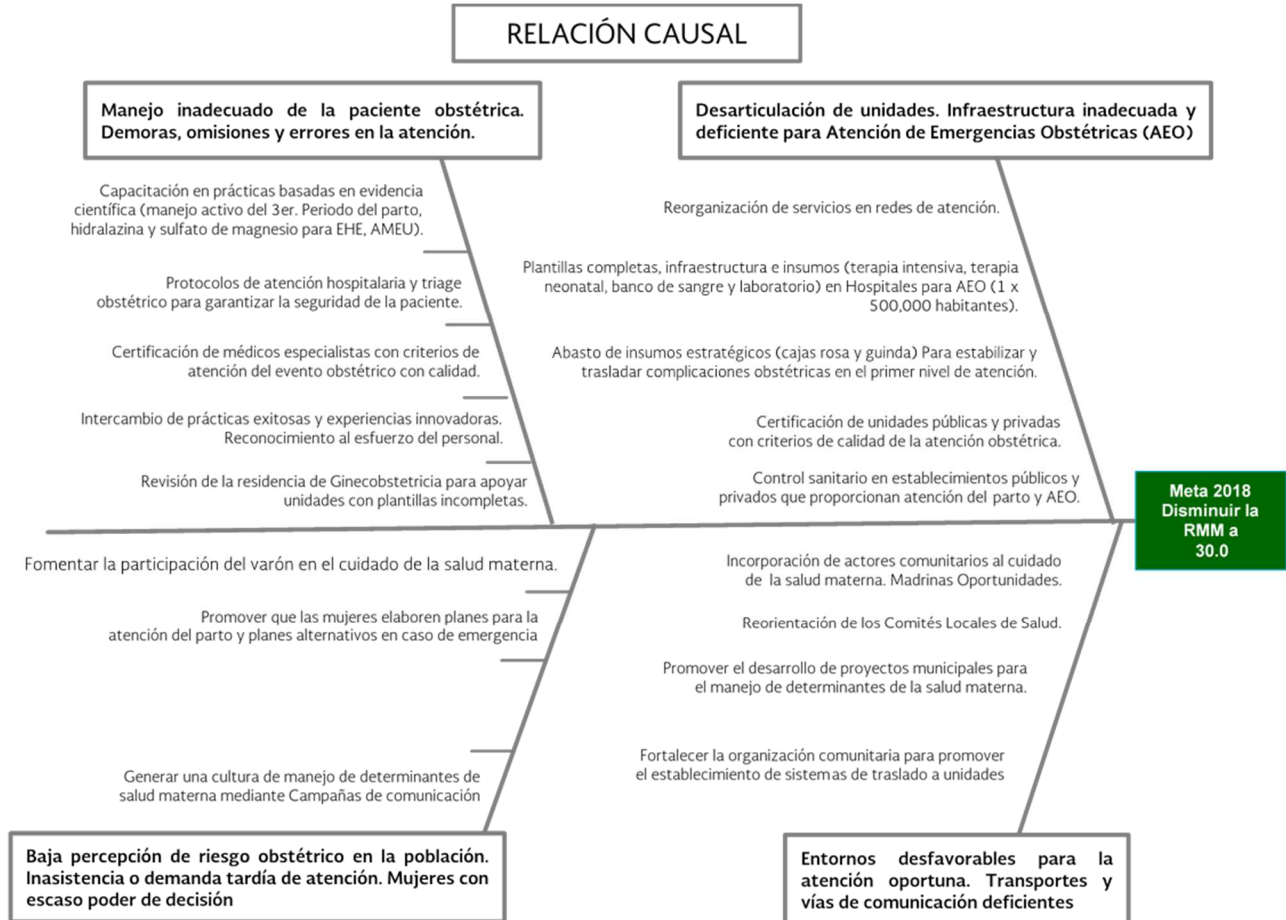 RELACIÓN CAUSAL
Manejo inadecuado de la paciente obstétrica.
Demoras, omisiones y errores en la atención.
Capacitación en prácticas basadas en evidencia
científica (manejo activo del 3er. Periodo del parto,
hidralazina y sulfato de magnesio para EHE, AMEU).
Protocolos de atención hospitalaria y triage
obstétrico para garantizar la seguridad de la paciente.
Certificación de médicos especialistas con criterios de
atención del evento obstétrico con calidad.
Intercambio de prácticas exitosas y experiencias innovadoras.
Reconocimiento al esfuerzo del personal.
Revisión de la residencia de Ginecobstetricia para apoyar
unidades con plantillas incompletas.
Desarticulación de unidades. Infraestructura inadecuada y
deficiente para Atención de Emergencias Obstétricas (AEO)
Reorganización de servicios en redes de atención.
Plantillas completas, infraestructura e insumos (terapia intensiva, terapia
neonatal, banco de sangre y laboratorio) en Hospitales para AEO (1 x
500,000 habitantes).
Abasto de insumos estratégicos (cajas rosa y guinda) Para estabilizar y
trasladar complicaciones obstétricas en el primer nivel de atención.
Certificación de unidades públicas y privadas
con criterios de calidad de la atención obstétrica.
Control sanitario en establecimientos públicos y
privados que proporcionan atención del parto y AEO.
Meta 2018
Disminuir la
RMM a
30.0
Fomentar la participación del varón en el cuidado de la salud materna.
Promover que las mujeres elaboren planes para la
atención del parto y planes alternativos en caso de emergencia
Generar una cultura de manejo de determinantes de
salud materna mediante Campañas de comunicación
Baja percepción de riesgo obstétrico en la población.
Inasistencia o demanda tardía de atención. Mujeres con
escaso poder de decisión
Incorporación de actores comunitarios al cuidado
de la salud materna. Madrinas Oportunidades.
Reorientación de los Comités Locales de Salud.
Promover el desarrollo de proyectos municipales para
el manejo de determinantes de la salud materna.
Fortalecer la organización comunitaria para promover
el establecimiento de sistemas de traslado a unidades
Entornos desfavorables para la
atención oportuna. Transportes y
vías de comunicación deficientes